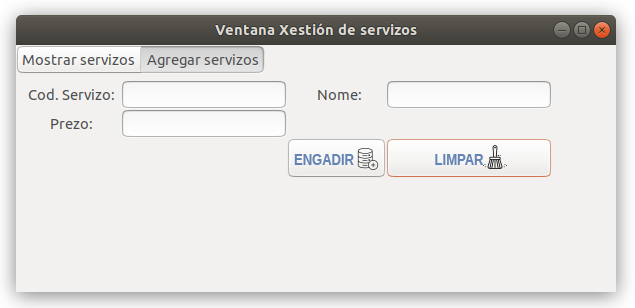 Ventana Xestión de servizos
Mostrar servizos Agregar servizos
Cod. Servizo: Nome:
Prezo:
ENGADIR LIMPAR